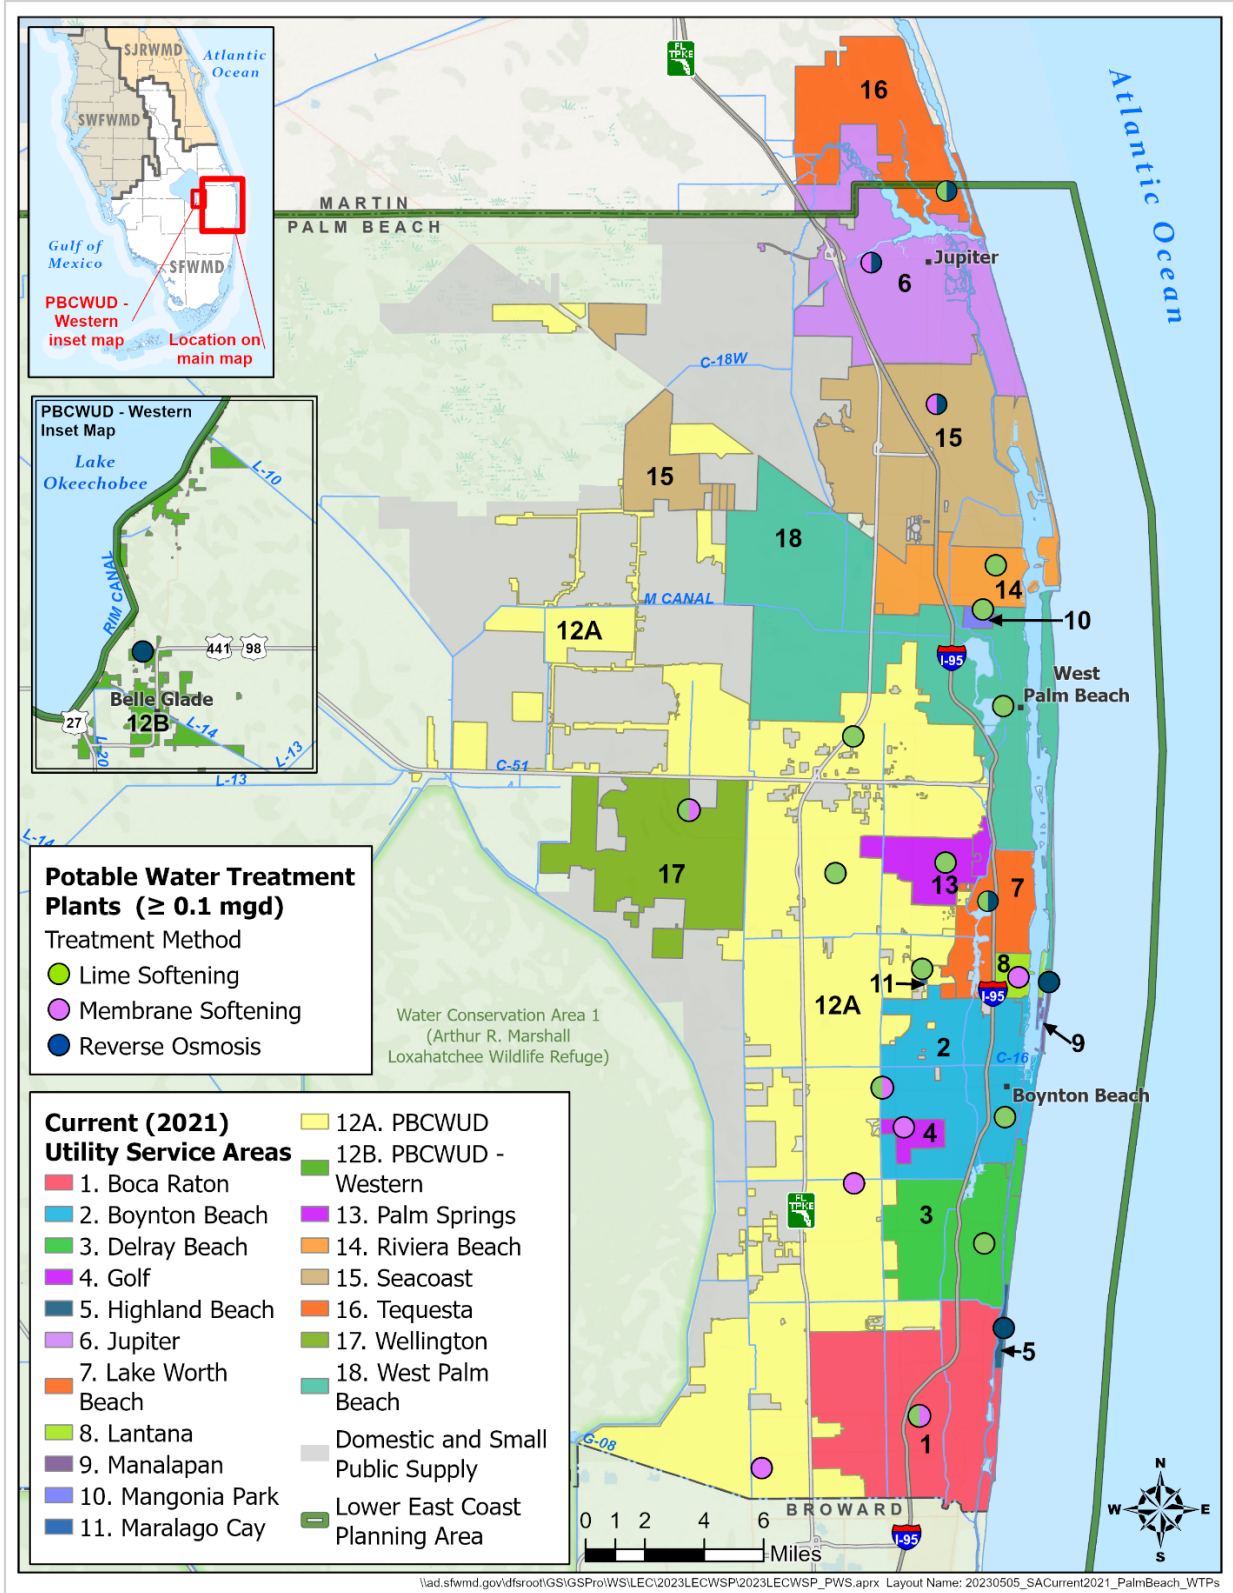 SJRWMD
Atlantic
Ocean
SWFWMD
Gulf of
Mexico
SFWMD
PBCWUD -
Western
inset map
Location on
main map
FL
TPKE
16
Atlantic Ocean
MARTIN
PALM BEACH
Jupiter
6
C-18W
15
15
PBCWUD - Western
Inset Map
Lake
Okeechobee
L-10
RIM CANAL
441
98
Belle Glade
12B
27
L-14
L-20
L-13
L-13
L-14
18
14
M CANAL
12A
10
I-95
West
Palm Beach
C-51
17
13
7
8
11
I-95
12A
9
Water Conservation Area 1
(Arthur R. Marshall
Loxahatchee Wildlife Refuge)
2
C-16
Boynton Beach
4
FL
TPKE
3
5
1
G-08
BROWARD
I-95
Potable Water Treatment
Plants (≥ 0.1 mgd)
Treatment Method
Lime Softening
Membrane Softening
Reverse Osmosis
Current (2021)
Utility Service Areas
1. Boca Raton
2. Boynton Beach
3. Delray Beach
4. Golf
5. Highland Beach
6. Jupiter
7. Lake Worth
Beach
8. Lantana
9. Manalapan
10. Mangonia Park
11. Maralago Cay
12A. PBCWUD
12B. PBCWUD -
Western
13. Palm Springs
14. Riviera Beach
15. Seacoast
16. Tequesta
17. Wellington
18. West Palm
Beach
Domestic and Small
Public Supply
Lower East Coast
Planning Area
0 1 2 4 6
Miles
N
W E
S
\\ad.sfwmd.gov\dfsroot\GS\GSPro\WS\LEC\2023LECWSP\2023LECWSP_PWS.aprx Layout Name: 20230505_SACurrent2021_PalmBeach_WTPs